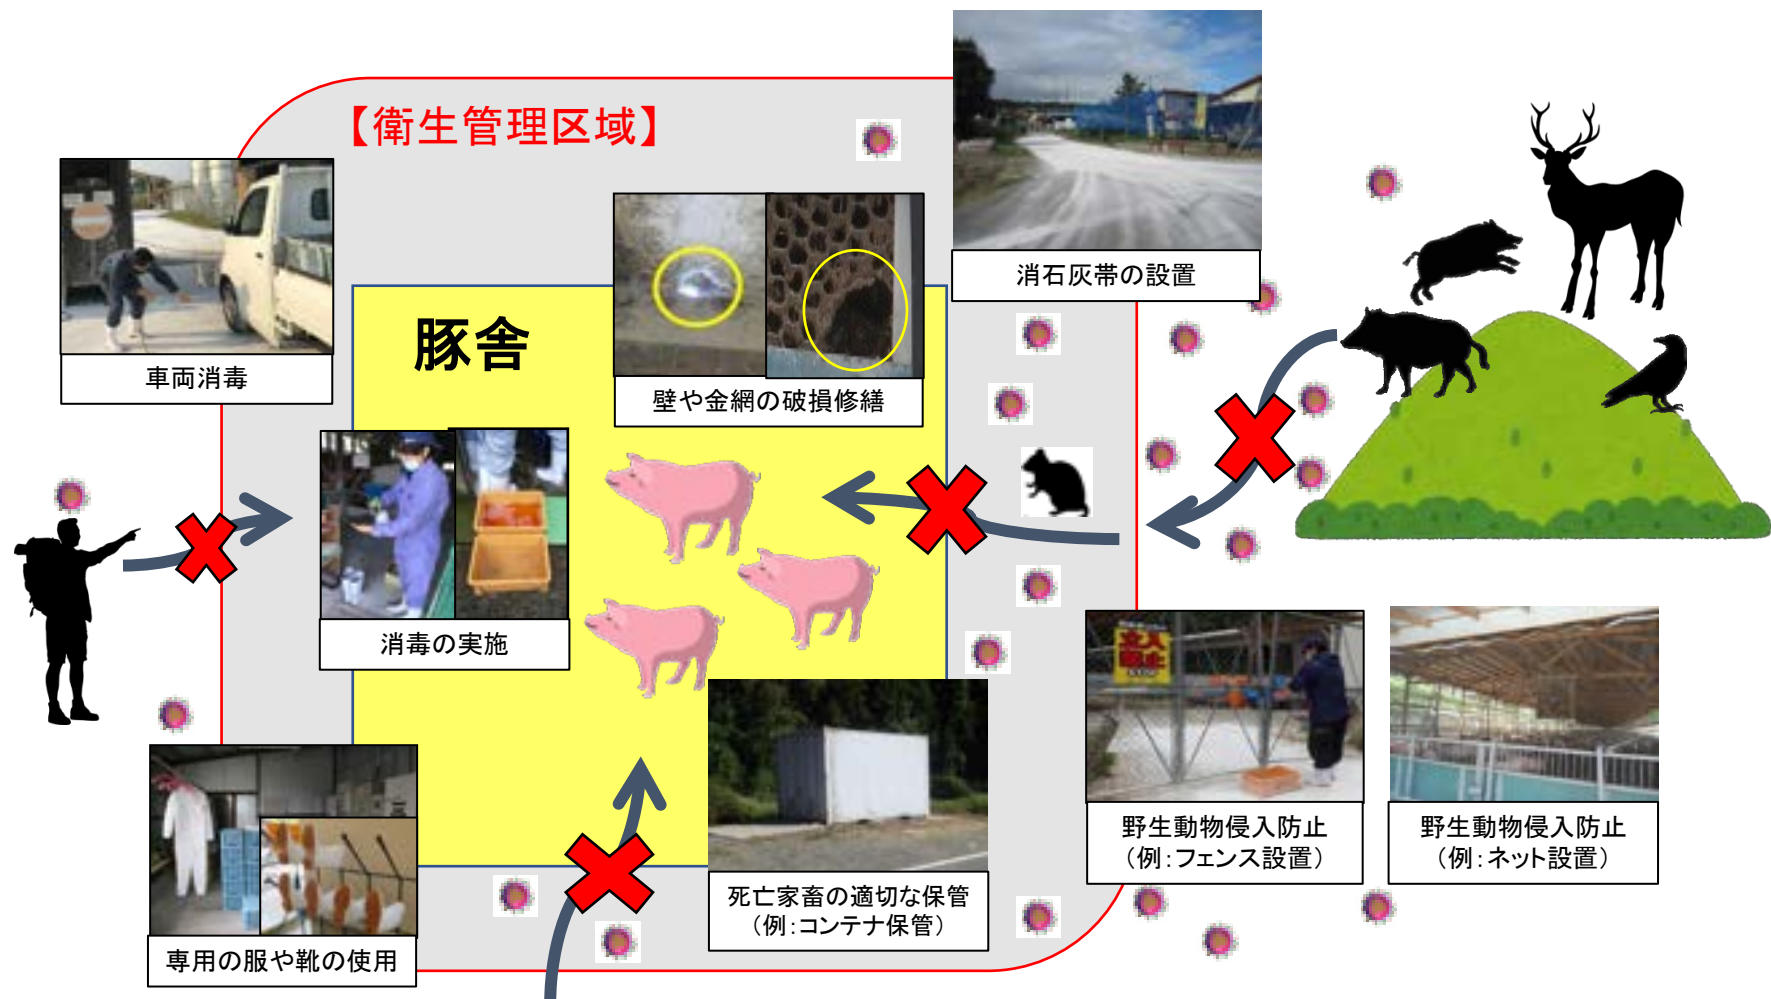 【衛生管理区域】
車両消毒
豚舎
壁や金網の破損修繕
消石灰帯の設置
消毒の実施
専用の服や靴の使用
死亡家畜の適切な保管
（例：コンテナ保管）
立入
禁止
野生動物侵入防止
（例：フェンス設置）
野生動物侵入防止
（例：ネット設置）